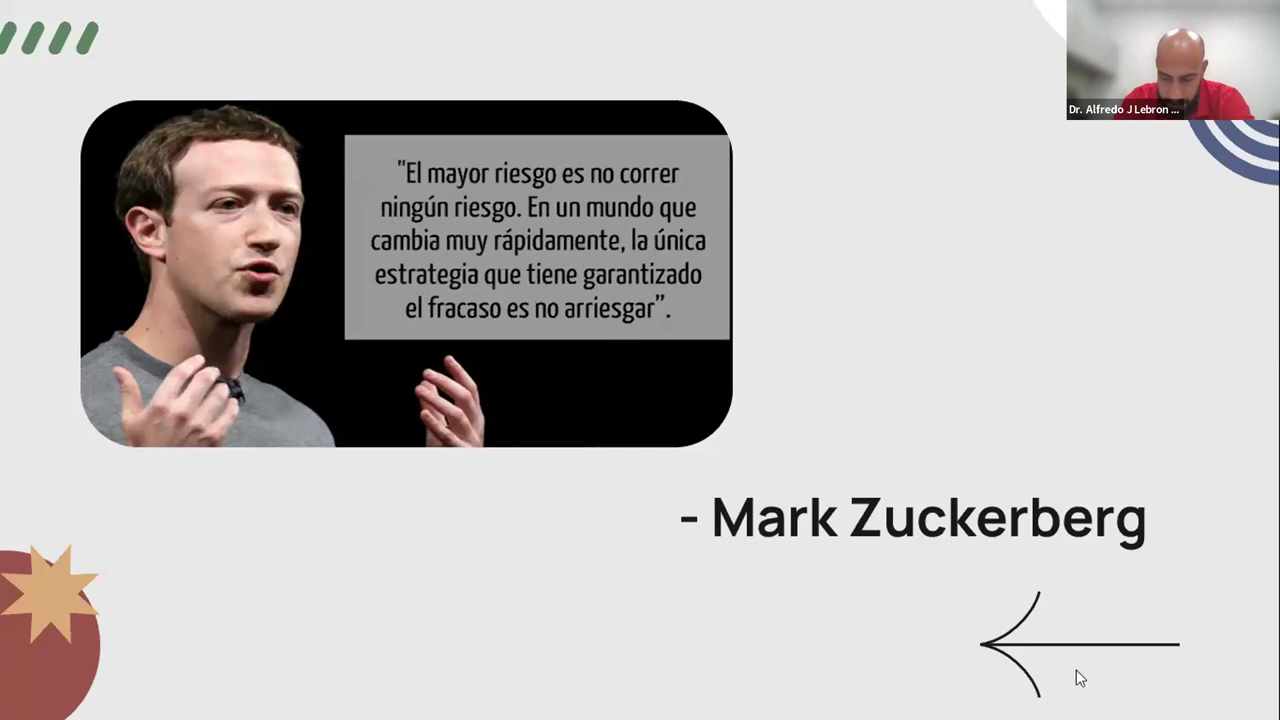 Dr. Alfredo J Lebron ...
"El mayor riesgo es no correr
ningún riesgo. En un mundo que
cambia muy rápidamente, la única
estrategia que tiene garantizado
el fracaso es no arriesgar”.
- Mark Zuckerberg